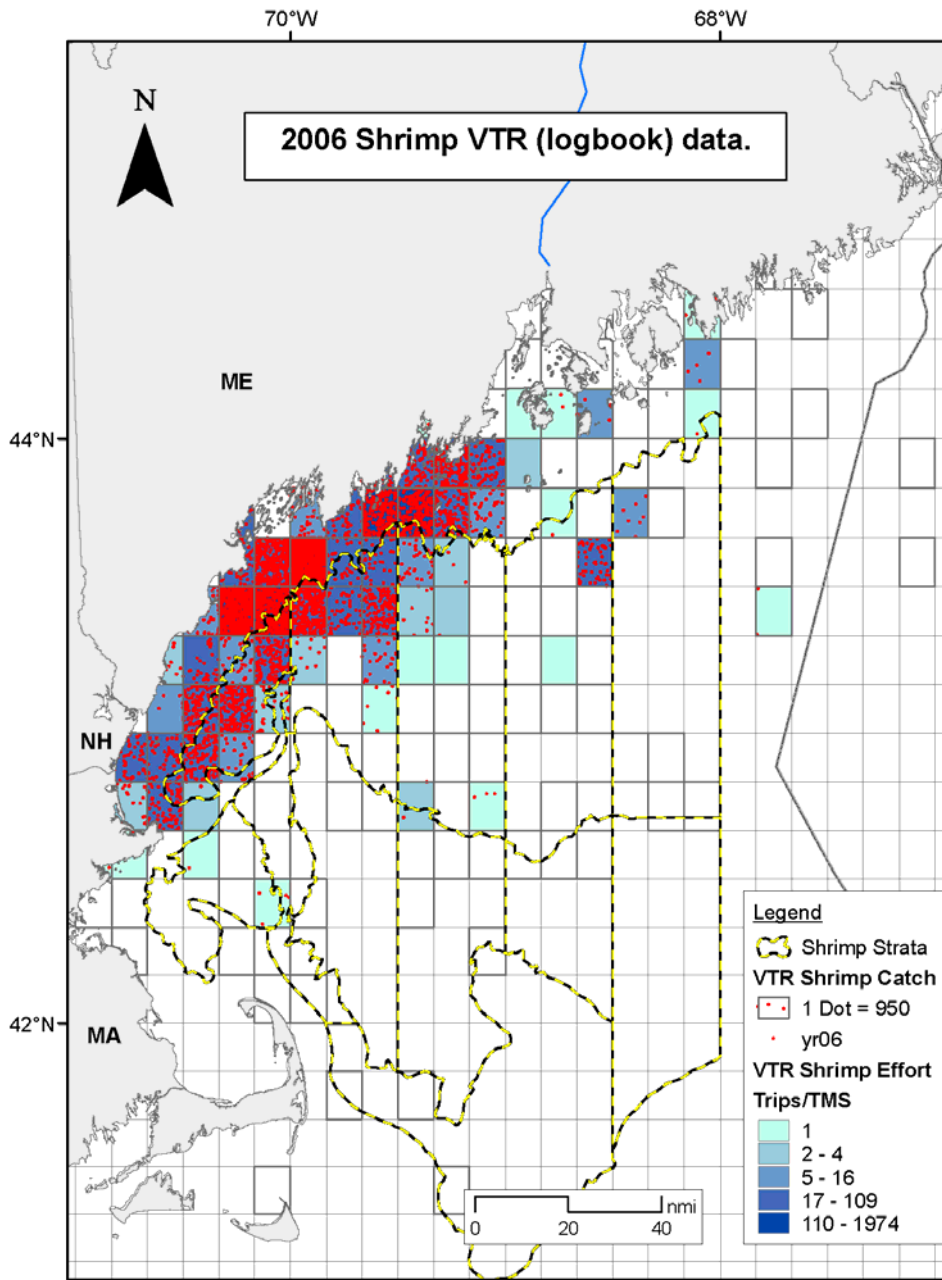 70°W
68°W
N
2006 Shrimp VTR (logbook) data.
ME
44°N
NH
Legend
Shrimp Strata
VTR Shrimp Catch
1 Dot = 950
yr06
VTR Shrimp Effort
Trips/TMS
1
2 - 4
5 - 16
17 - 109
110 - 1974
42°N
MA
nmi
0 20 40